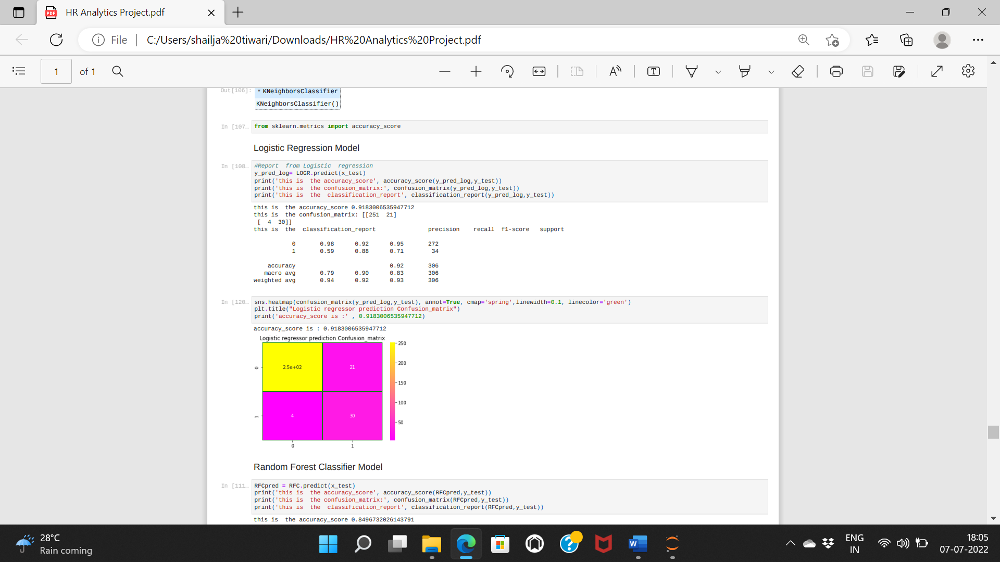 HR Analytics Project.pdf
File
C:/Users/shailja%20tiwari/Downloads/HR%20Analytics%20Project.pdf
1 of 1
Out[106]:
KNeighborsClassifier
KNeighborsClassifier()
In [107…
from sklearn.metrics import accuracy_score
Logistic Regression Model
In [108…
#Report  from Logistic  regression
y_pred_log= LOGR.predict(x_test)
print('this is  the accuracy_score', accuracy_score(y_pred_log,y_test))
print('this is  the confusion_matrix:', confusion_matrix(y_pred_log,y_test))
print('this is  the  classification_report', classification_report(y_pred_log,y_test))
this is  the accuracy_score 0.9183006535947712
this is  the confusion_matrix: [[251  21]
[  4  30]]
this is  the  classification_report               precision    recall  f1-score   support
0       0.98      0.92      0.95       272
1       0.59      0.88      0.71        34
accuracy                           0.92       306
macro avg       0.79      0.90      0.83       306
weighted avg       0.94      0.92      0.93       306
In [120…
sns.heatmap(confusion_matrix(y_pred_log,y_test), annot=True, cmap='spring',linewidth=0.1, linecolor='green')
plt.title("Logistic regressor prediction Confusion_matrix")
print('accuracy_score is :' , 0.9183006535947712)
accuracy_score is : 0.9183006535947712
Logistic regressor prediction Confusion_matrix
250
200
150
100
50
0
2.5e+02
21
1
4
30
0
1
Random Forest Classifier Model
In [111…
RFCpred = RFC.predict(x_test)
print('this is  the accuracy_score', accuracy_score(RFCpred,y_test))
print('this is  the confusion_matrix:', confusion_matrix(RFCpred,y_test))
print('this is  the  classification_report', classification_report(RFCpred,y_test))
this is  the accuracy_score 0.8496732026143791
28°C
Rain coming
ENG
IN
18:05
07-07-2022